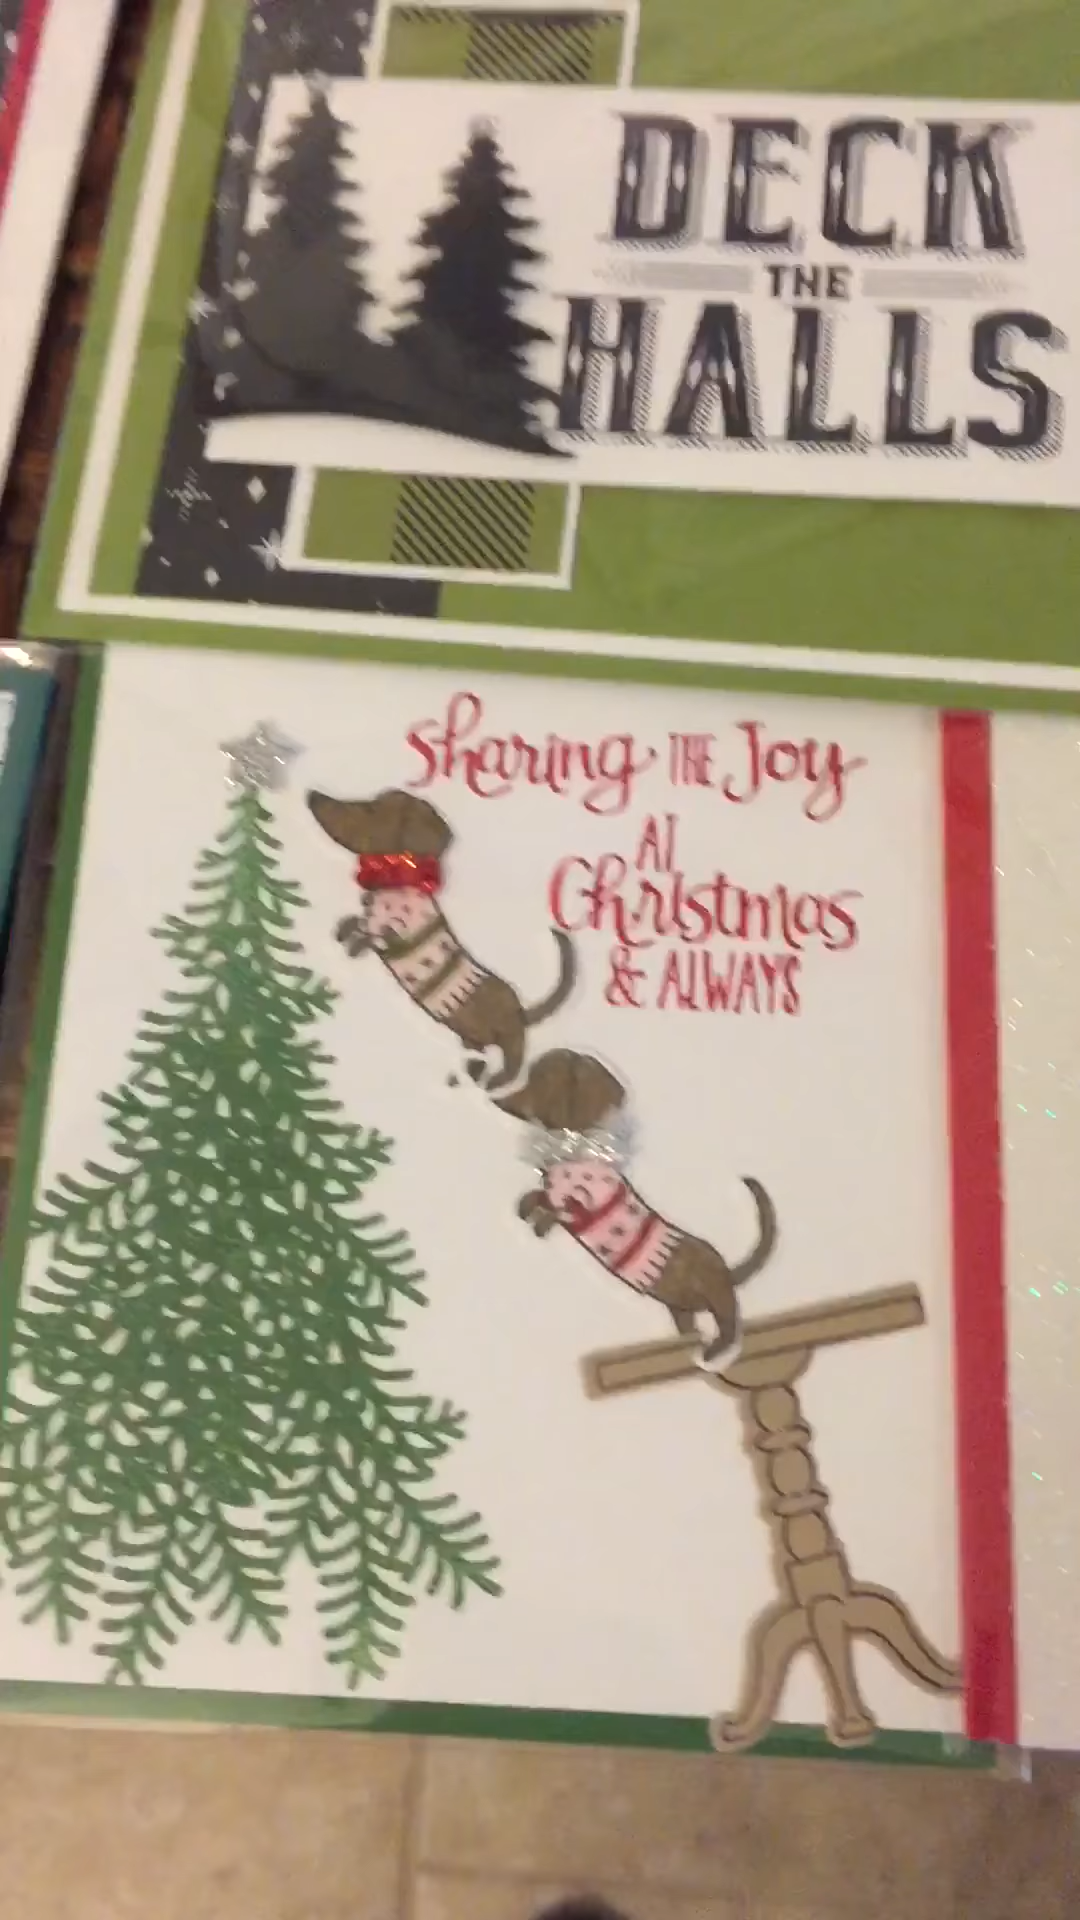 DECK
THE
HALLS
Sharing THE Joy
AT
Christmas
& ALWAYS